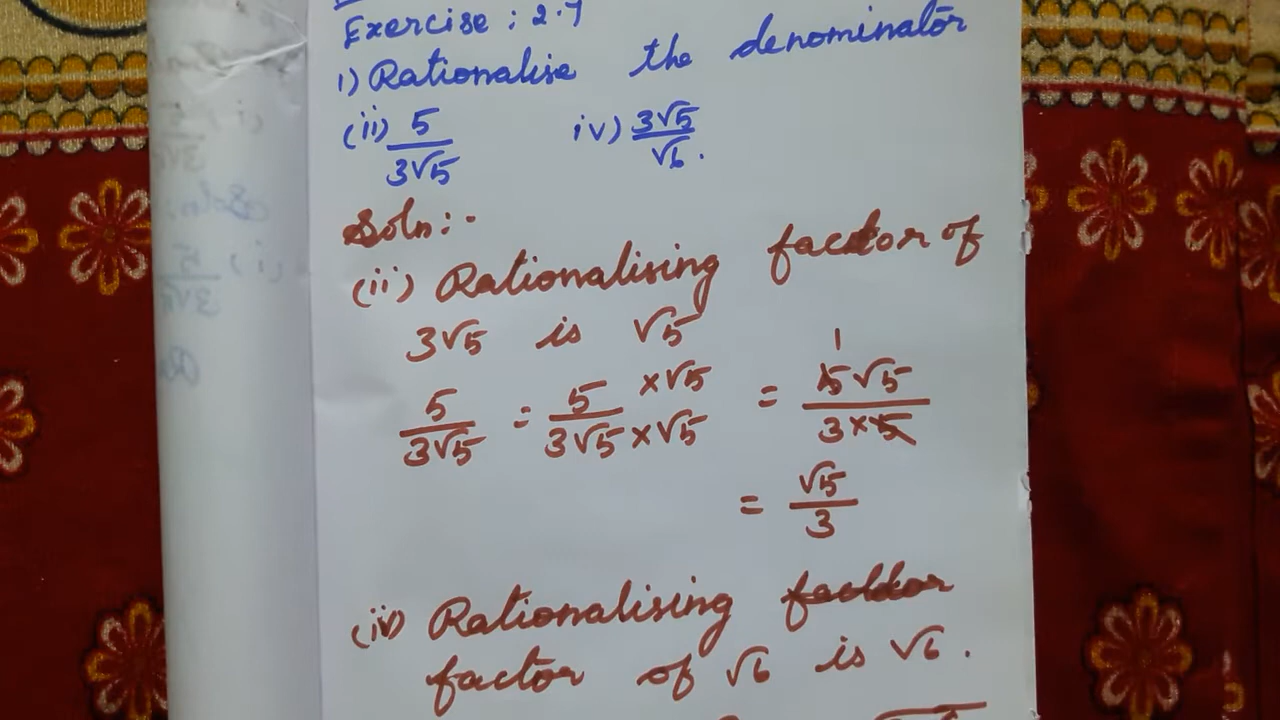 Exercise : 2.7
1) Rationalise the denominator
(ii) 5/3√5 iv) 3√5/√6.
Soln:-
(ii) Rationalising factor of
3√5 is √5
5/3√5 = 5×√5/3√5×√5 = 5√5/3×5 1
= √5/3
(iv) Rationalising factor
factor of √6 is √6.